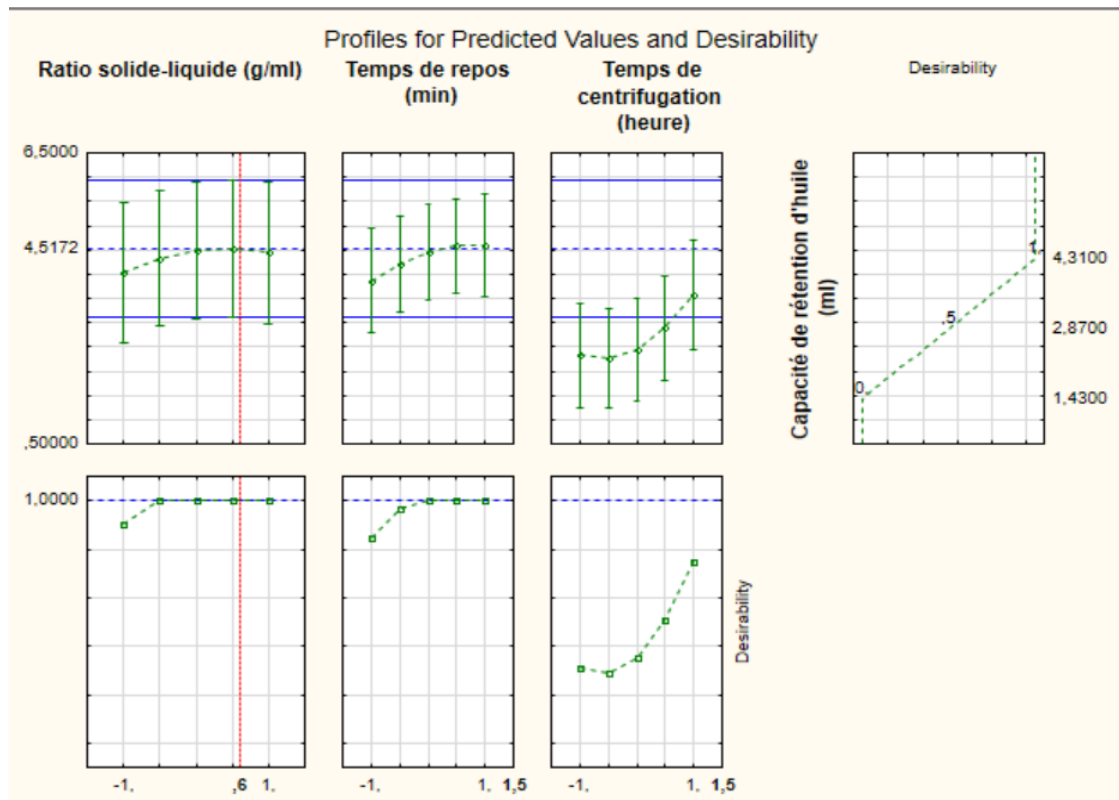 Profiles for Predicted Values and Desirability
Ratio solide-liquide (g/ml)
Temps de repos
(min)
Temps de
centrifugation
(heure)
Desirability
6,5000
4,5172
,50000
Capacité de rétention d'huile
(ml)
0,
,5
1,
4,3100
2,8700
1,4300
1,0000
Desirability
-1, ,6 1,
-1, 1, 1,5
-1, 1, 1,5